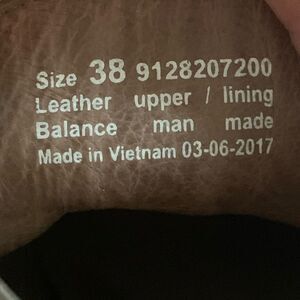 Size 38 9128207200
Leather upper / lining
Balance man made
Made in Vietnam 03-06-2017